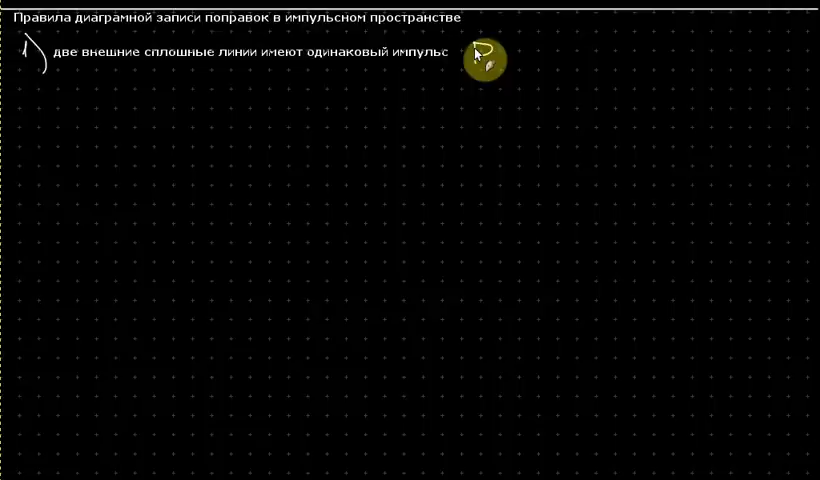 Правила диаграмной записи поправок в импульсном пространстве
1) две внешние сплошные линии имеют одинаковый импульс